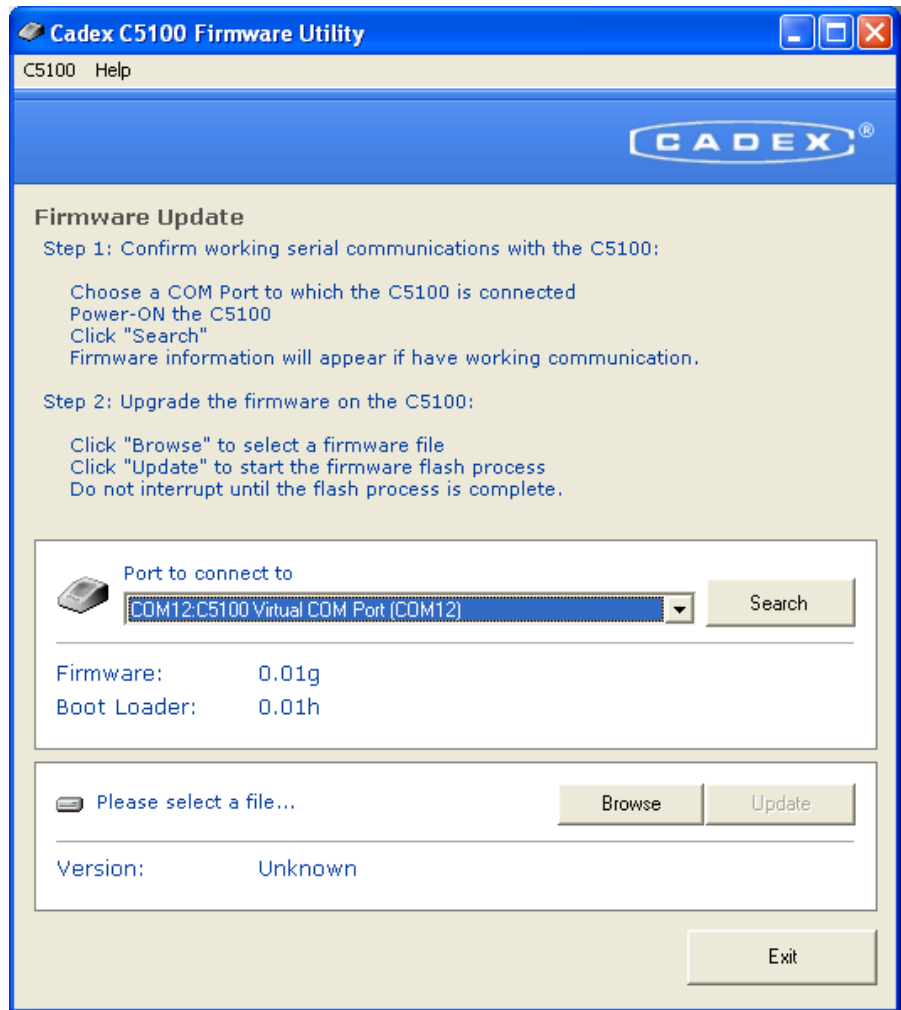 Cadex C5100 Firmware Utility
C5100 Help
CADEX®
Firmware Update
Step 1: Confirm working serial communications with the C5100:
Choose a COM Port to which the C5100 is connected
Power-ON the C5100
Click "Search"
Firmware information will appear if have working communication.
Step 2: Upgrade the firmware on the C5100:
Click "Browse" to select a firmware file
Click "Update" to start the firmware flash process
Do not interrupt until the flash process is complete.
Port to connect to
COM12:C5100 Virtual COM Port (COM12)
Search
Firmware: 0.01g
Boot Loader: 0.01h
Please select a file...
Browse
Update
Version: Unknown
Exit